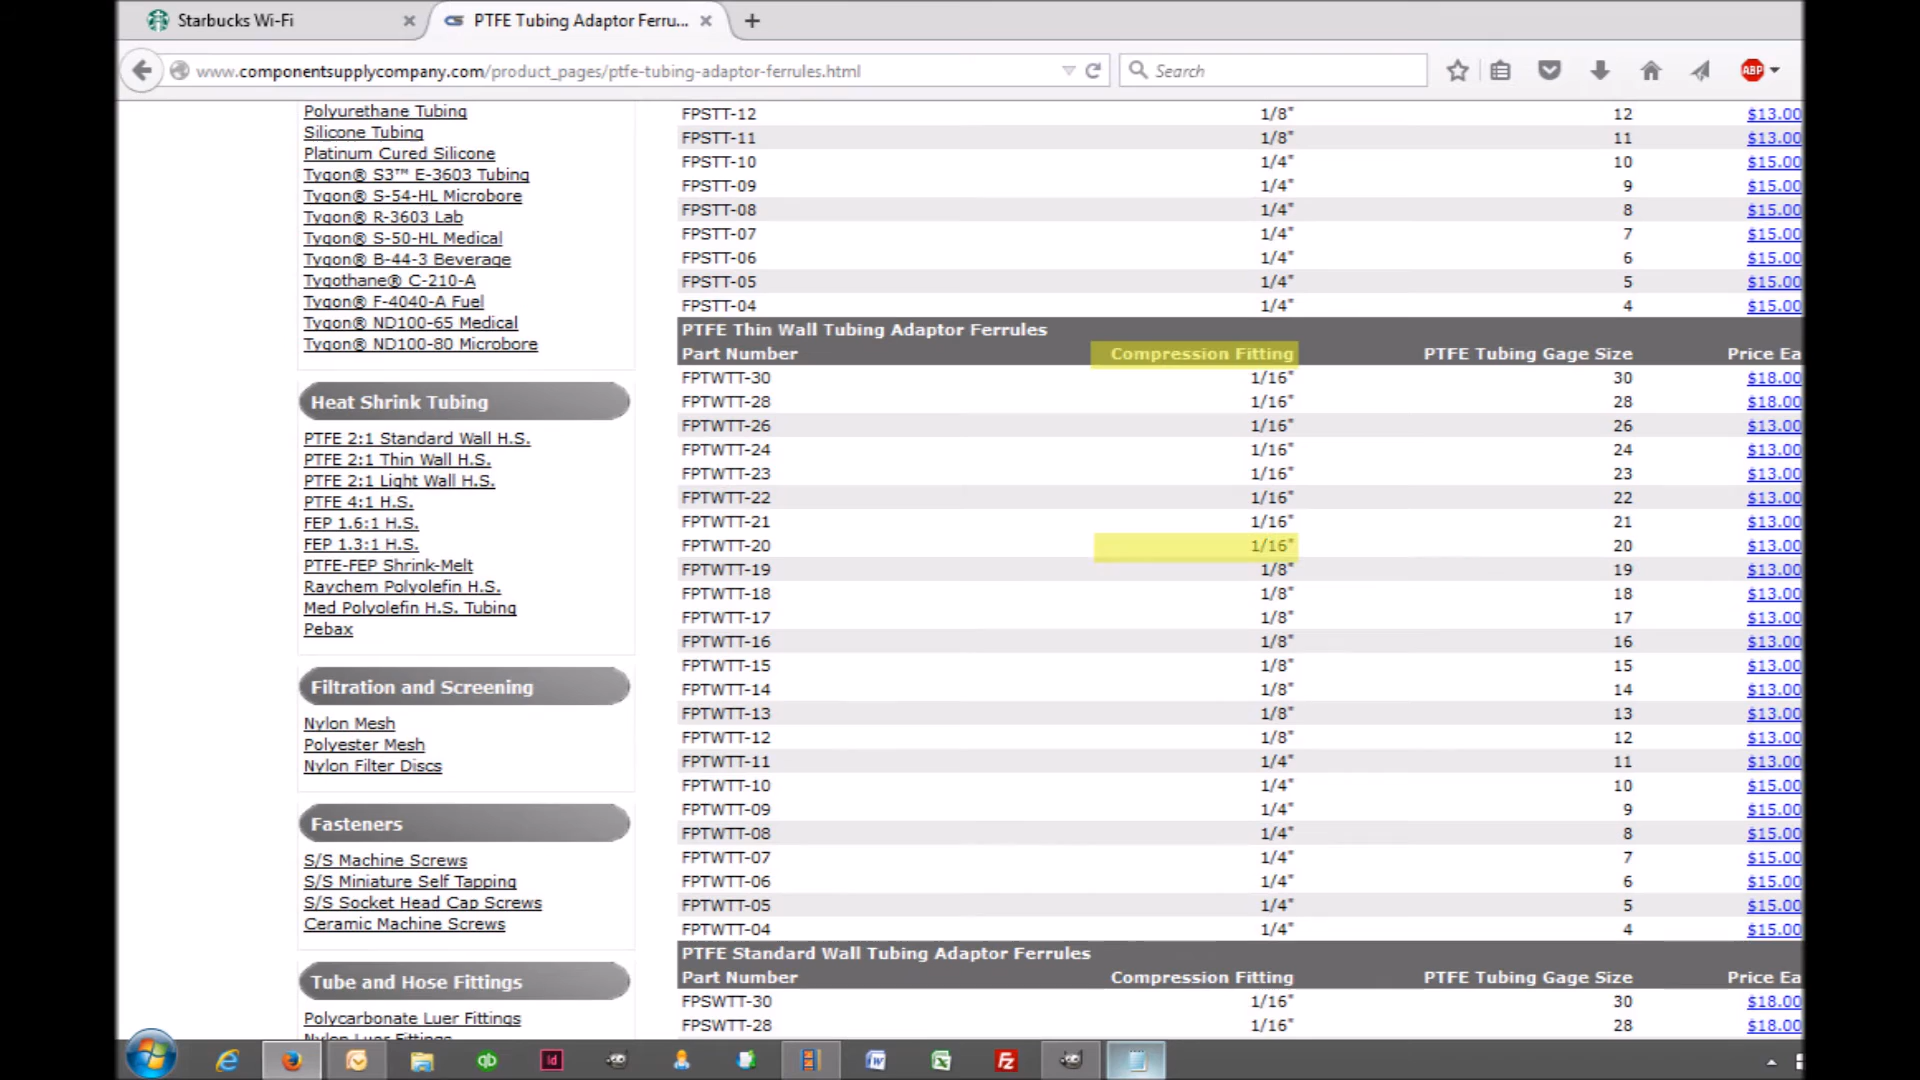 Starbucks Wi-Fi
PTFE Tubing Adaptor Ferru...
www.componentsupplycompany.com/product_pages/ptfe-tubing-adaptor-ferrules.html
Search
ABP
Polyurethane Tubing
Silicone Tubing
Platinum Cured Silicone
Tygon® S3™ E-3603 Tubing
Tygon® S-54-HL Microbore
Tygon® R-3603 Lab
Tygon® S-50-HL Medical
Tygon® B-44-3 Beverage
Tygothane® C-210-A
Tygon® F-4040-A Fuel
Tygon® ND100-65 Medical
Tygon® ND100-80 Microbore
Heat Shrink Tubing
PTFE 2:1 Standard Wall H.S.
PTFE 2:1 Thin Wall H.S.
PTFE 2:1 Light Wall H.S.
PTFE 4:1 H.S.
FEP 1.6:1 H.S.
FEP 1.3:1 H.S.
PTFE-FEP Shrink-Melt
Raychem Polyolefin H.S.
Med Polyolefin H.S. Tubing
Pebax
Filtration and Screening
Nylon Mesh
Polyester Mesh
Nylon Filter Discs
Fasteners
S/S Machine Screws
S/S Miniature Self Tapping
S/S Socket Head Cap Screws
Ceramic Machine Screws
Tube and Hose Fittings
Polycarbonate Luer Fittings
Nylon Luer Fittings
FPSTT-12 1/8" 12 $13.00
FPSTT-11 1/8" 11 $13.00
FPSTT-10 1/4" 10 $15.00
FPSTT-09 1/4" 9 $15.00
FPSTT-08 1/4" 8 $15.00
FPSTT-07 1/4" 7 $15.00
FPSTT-06 1/4" 6 $15.00
FPSTT-05 1/4" 5 $15.00
FPSTT-04 1/4" 4 $15.00
PTFE Thin Wall Tubing Adaptor Ferrules
Part Number Compression Fitting PTFE Tubing Gage Size Price Ea
FPTWTT-30 1/16" 30 $18.00
FPTWTT-28 1/16" 28 $18.00
FPTWTT-26 1/16" 26 $13.00
FPTWTT-24 1/16" 24 $13.00
FPTWTT-23 1/16" 23 $13.00
FPTWTT-22 1/16" 22 $13.00
FPTWTT-21 1/16" 21 $13.00
FPTWTT-20 1/16" 20 $13.00
FPTWTT-19 1/8" 19 $13.00
FPTWTT-18 1/8" 18 $13.00
FPTWTT-17 1/8" 17 $13.00
FPTWTT-16 1/8" 16 $13.00
FPTWTT-15 1/8" 15 $13.00
FPTWTT-14 1/8" 14 $13.00
FPTWTT-13 1/8" 13 $13.00
FPTWTT-12 1/8" 12 $13.00
FPTWTT-11 1/4" 11 $13.00
FPTWTT-10 1/4" 10 $15.00
FPTWTT-09 1/4" 9 $15.00
FPTWTT-08 1/4" 8 $15.00
FPTWTT-07 1/4" 7 $15.00
FPTWTT-06 1/4" 6 $15.00
FPTWTT-05 1/4" 5 $15.00
FPTWTT-04 1/4" 4 $15.00
PTFE Standard Wall Tubing Adaptor Ferrules
Part Number Compression Fitting PTFE Tubing Gage Size Price Ea
FPSWTT-30 1/16" 30 $18.00
FPSWTT-28 1/16" 28 $18.00
qb
Id
W
X
Fz